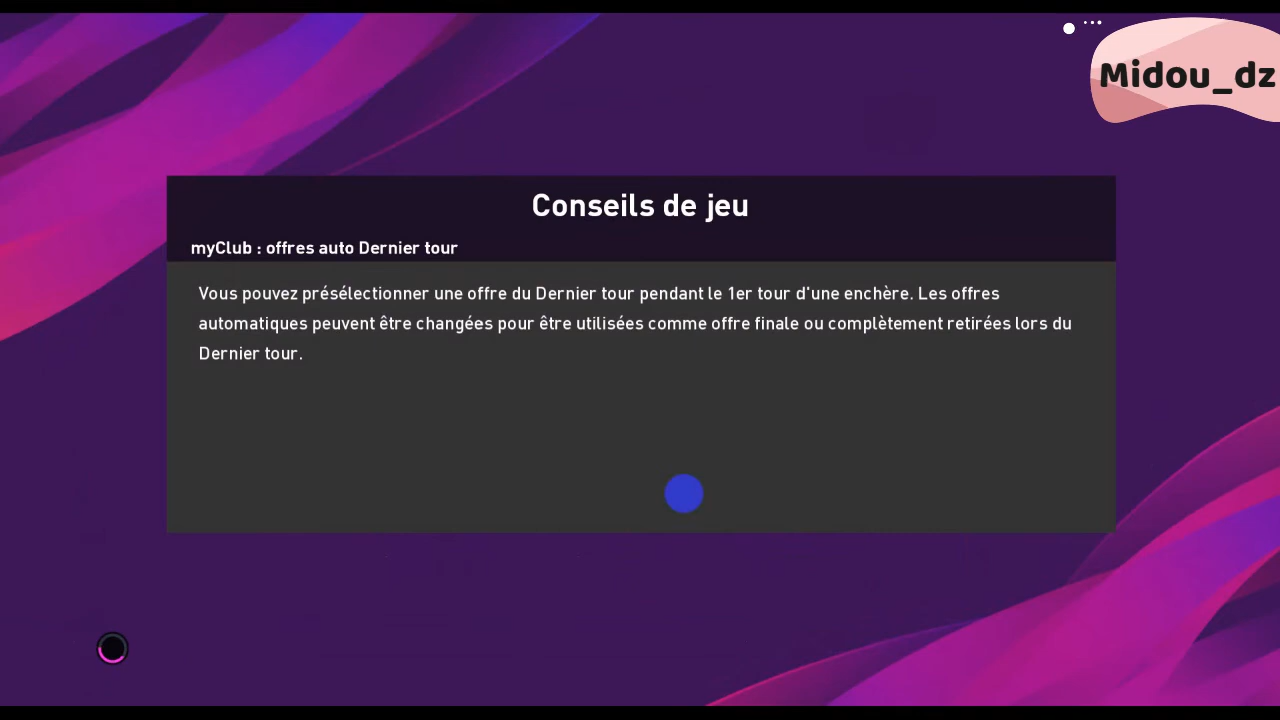 Midou_dz
Conseils de jeu
myClub : offres auto Dernier tour
Vous pouvez présélectionner une offre du Dernier tour pendant le 1er tour d'une enchère. Les offres
automatiques peuvent être changées pour être utilisées comme offre finale ou complètement retirées lors du
Dernier tour.